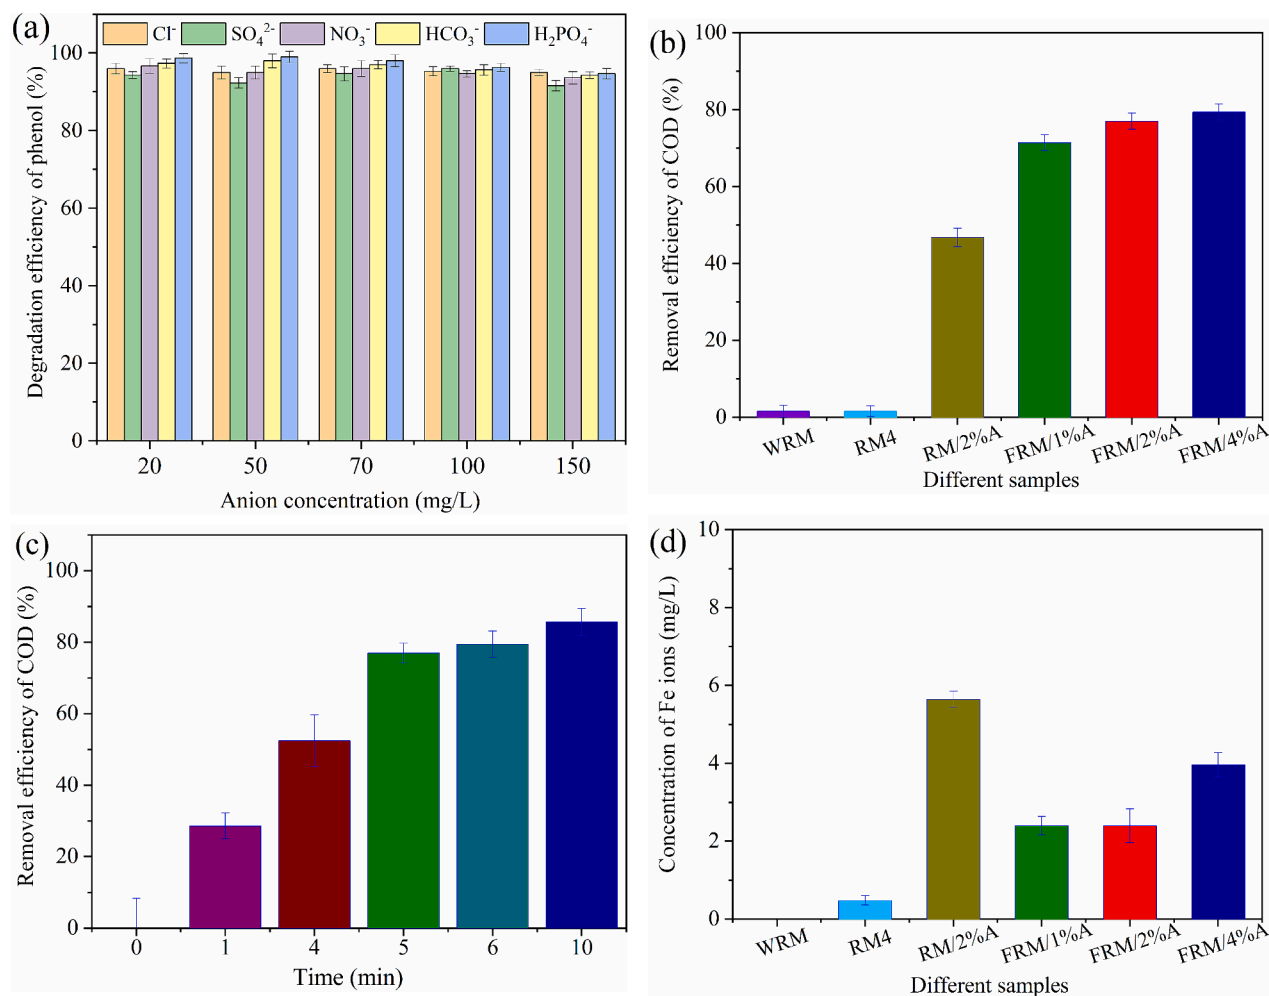 (a)
Cl⁻ SO₄²⁻ NO₃⁻ HCO₃⁻ H₂PO₄⁻
Degradation efficiency of phenol (%)
100
80
60
40
20
0
20 50 70 100 150
Anion concentration (mg/L)
(b)
Removal efficiency of COD (%)
100
80
60
40
20
0
WRM RM4 RM/2%A FRM/1%A FRM/2%A FRM/4%A
Different samples
(c)
Removal efficiency of COD (%)
100
80
60
40
20
0
0 1 4 5 6 10
Time (min)
(d)
Concentration of Fe ions (mg/L)
10
8
6
4
2
0
WRM RM4 RM/2%A FRM/1%A FRM/2%A FRM/4%A
Different samples